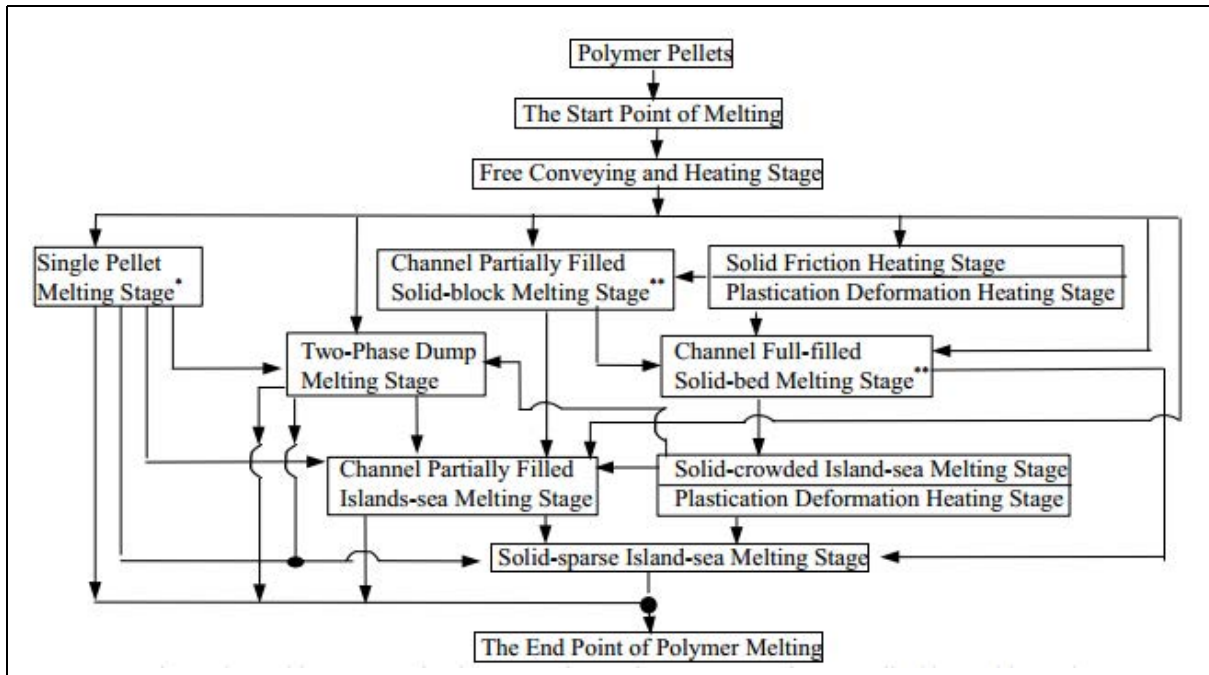 Polymer Pellets
The Start Point of Melting
Free Conveying and Heating Stage
Single Pellet
Melting Stage*
Channel Partially Filled
Solid-block Melting Stage**
Solid Friction Heating Stage
Plastication Deformation Heating Stage
Two-Phase Dump
Melting Stage
Channel Full-filled
Solid-bed Melting Stage**
Channel Partially Filled
Islands-sea Melting Stage
Solid-crowded Island-sea Melting Stage
Plastication Deformation Heating Stage
Solid-sparse Island-sea Melting Stage
The End Point of Polymer Melting